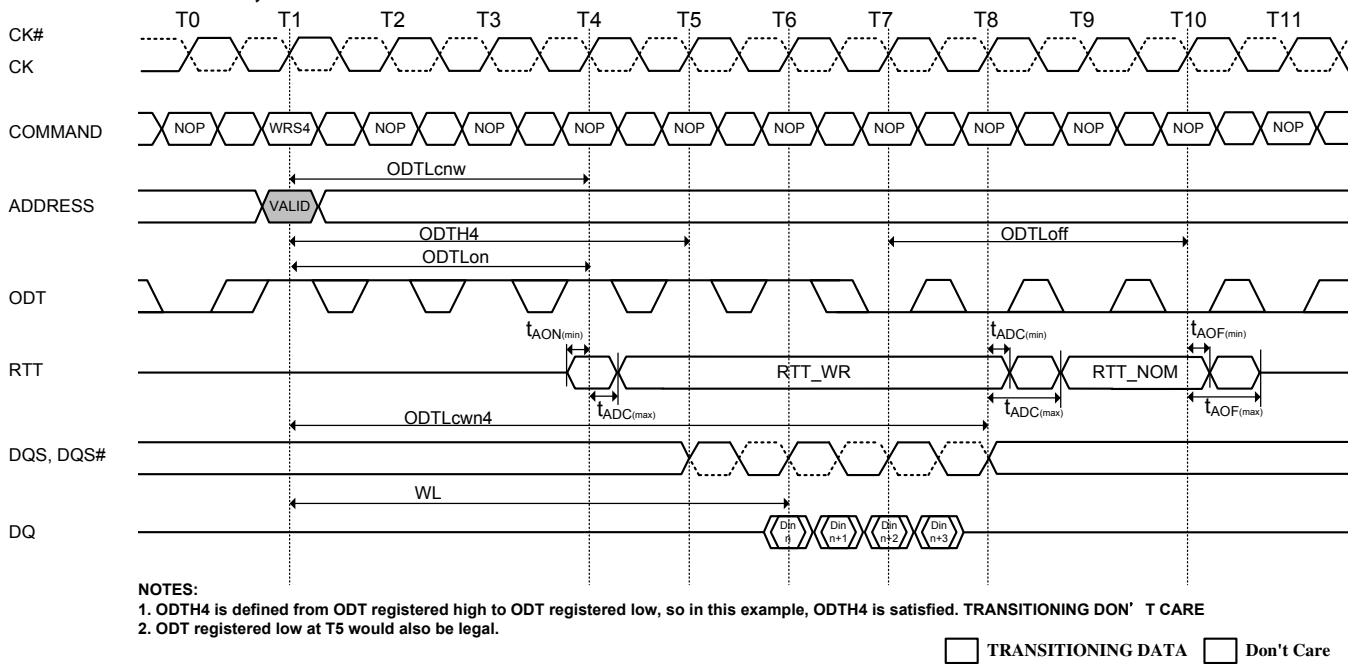 T0 T1 T2 T3 T4 T5 T6 T7 T8 T9 T10 T11
CK#
CK
COMMAND
NOP WRS4 NOP NOP NOP NOP NOP NOP NOP NOP NOP NOP
ODTLcnw
ADDRESS
VALID
ODTH4
ODTLoff
ODTLon
ODT
tAON(min)
tADC(min)
tAOF(min)
RTT
RTT_WR
RTT_NOM
tADC(max)
tADC(max)
tAOF(max)
ODTLcwn4
DQS, DQS#
WL
DQ
Din n Din n+1 Din n+2 Din n+3
NOTES:
1. ODTH4 is defined from ODT registered high to ODT registered low, so in this example, ODTH4 is satisfied. TRANSITIONING DON’ T CARE
2. ODT registered low at T5 would also be legal.
TRANSITIONING DATA Don't Care